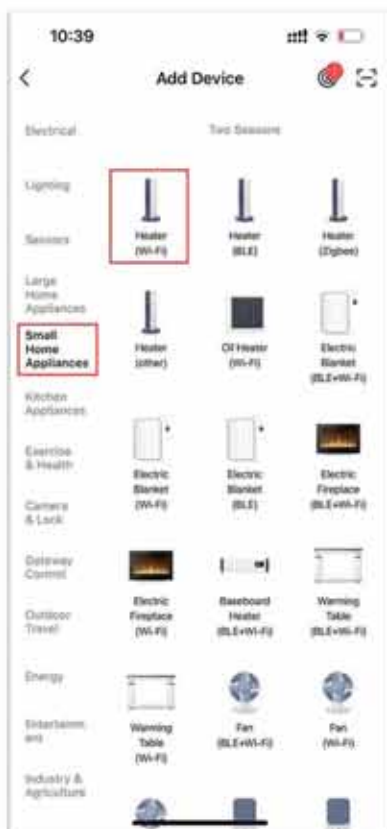 10:39
Add Device
Electrical
Lighting
Sensors
Large
Home
Appliances
Small
Home
Appliances
Kitchen
Appliances
Exercise
& Health
Camera
& Lock
Gateway
Control
Outdoor
Travel
Energy
Entertainm
ent
Industry &
Agriculture
Two Seasons
Heater
(Wi-Fi)
Heater
(BLE)
Heater
(Zigbee)
Heater
(other)
Oil Heater
(Wi-Fi)
Electric
Blanket
(BLE+Wi-Fi)
Electric
Blanket
(Wi-Fi)
Electric
Blanket
(BLE)
Electric
Fireplace
(BLE+Wi-Fi)
Electric
Fireplace
(Wi-Fi)
Baseboard
Heater
(BLE+Wi-Fi)
Warming
Table
(BLE+Wi-Fi)
Warming
Table
(Wi-Fi)
Fan
(BLE+Wi-Fi)
Fan
(Wi-Fi)